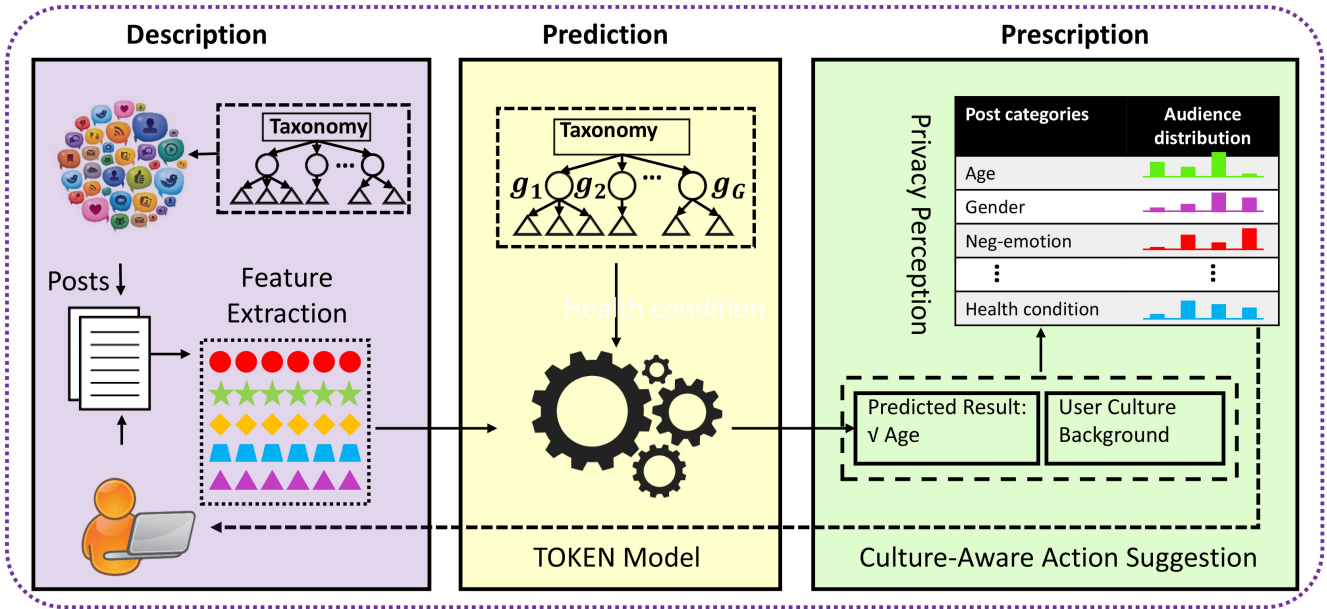 Description
Taxonomy
Posts
Feature
Extraction
Prediction
Taxonomy
g₁ g₂ ... g_G
Health condition
TOKEN Model
Prescription
Privacy Perception
Post categories
Audience
distribution
Age
Gender
Neg-emotion
Health condition
Predicted Result:
√ Age
User Culture
Background
Culture-Aware Action Suggestion